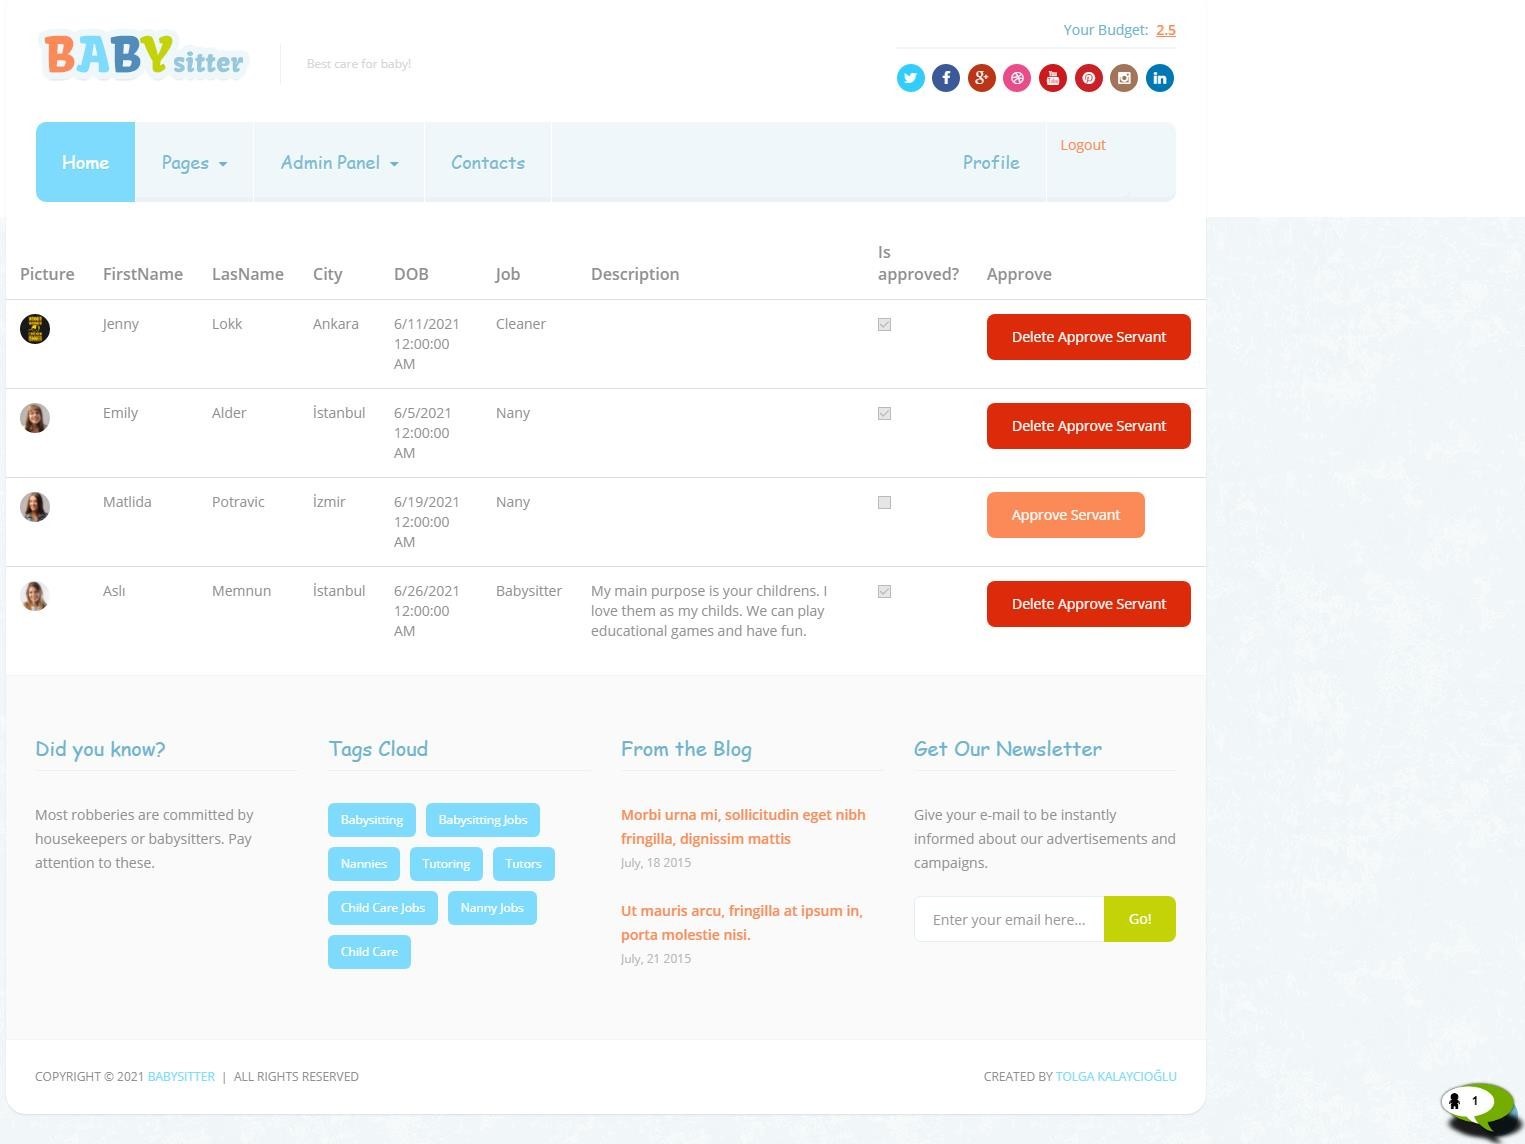 Your Budget: 2.5
BABY sitter
Best care for baby!
Home
Pages
Admin Panel
Contacts
Profile
Logout
Picture FirstName LasName City DOB Job Description Is approved? Approve
Jenny Lokk Ankara 6/11/2021 12:00:00 AM Cleaner Delete Approve Servant
Emily Alder İstanbul 6/5/2021 12:00:00 AM Nany Delete Approve Servant
Matlida Potravic İzmir 6/19/2021 12:00:00 AM Nany Approve Servant
Aslı Memnun İstanbul 6/26/2021 12:00:00 AM Babysitter My main purpose is your childrens. I love them as my childs. We can play educational games and have fun. Delete Approve Servant
Did you know?
Most robberies are committed by
housekeepers or babysitters. Pay
attention to these.
Tags Cloud
Babysitting Babysitting Jobs
Nannies Tutoring Tutors
Child Care Jobs Nanny Jobs
Child Care
From the Blog
Morbi urna mi, sollicitudin eget nibh
fringilla, dignissim mattis
July, 18 2015
Ut mauris arcu, fringilla at ipsum in,
porta molestie nisi.
July, 21 2015
Get Our Newsletter
Give your e-mail to be instantly
informed about our advertisements and
campaigns.
Enter your email here... Go!
COPYRIGHT © 2021 BABYSITTER | ALL RIGHTS RESERVED
CREATED BY TOLGA KALAYCIOĞLU
1